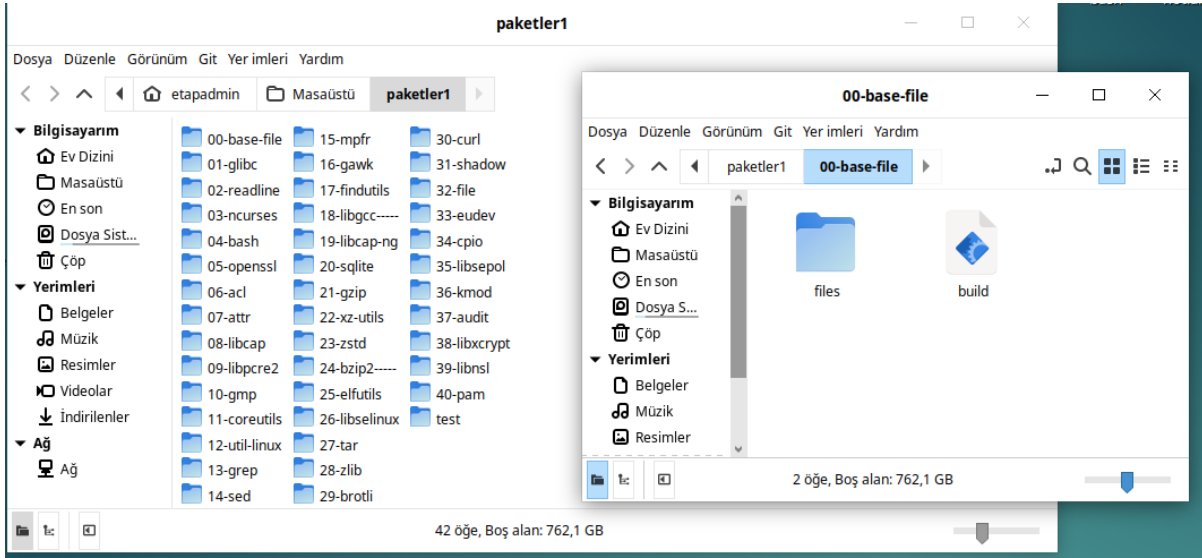 paketler1
Dosya Düzenle Görünüm Git Yer imleri Yardım
etapadmin Masaüstü paketler1
Bilgisayarım
Ev Dizini
Masaüstü
En son
Dosya Sist...
Çöp
Yerimleri
Belgeler
Müzik
Resimler
Videolar
İndirilenler
Ağ
Ağ
00-base-file
01-glibc
02-readline
03-ncurses
04-bash
05-openssl
06-acl
07-attr
08-libcap
09-libpcre2
10-gmp
11-coreutils
12-util-linux
13-grep
14-sed
15-mpfr
16-gawk
17-findutils
18-libgcc-----
19-libcap-ng
20-sqlite
21-gzip
22-xz-utils
23-zstd
24-bzip2-----
25-elfutils
26-libselinux
27-tar
28-zlib
29-brotli
30-curl
31-shadow
32-file
33-eudev
34-cpio
35-libsepol
36-kmod
37-audit
38-libxcrypt
39-libnsl
40-pam
test
42 öğe, Boş alan: 762,1 GB
00-base-file
Dosya Düzenle Görünüm Git Yer imleri Yardım
paketler1 00-base-file
Bilgisayarım
Ev Dizini
Masaüstü
En son
Dosya S...
Çöp
Yerimleri
Belgeler
Müzik
Resimler
files
build
2 öğe, Boş alan: 762,1 GB